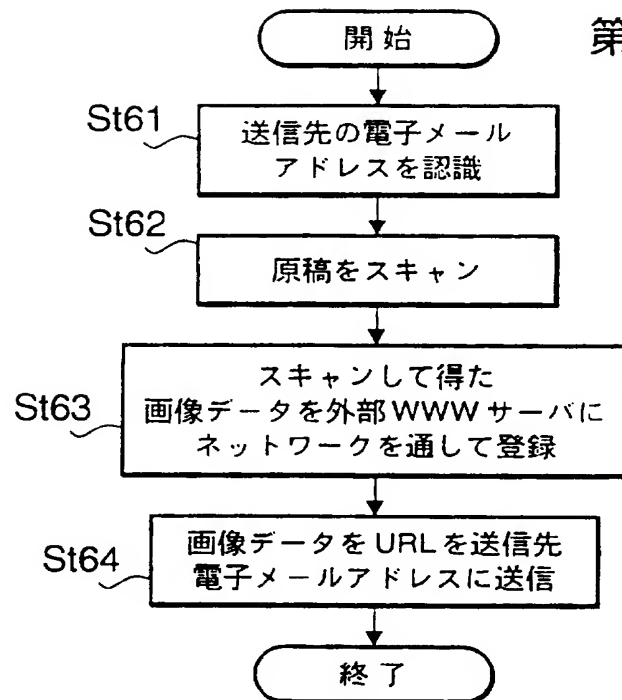 開始
第
St61
送信先の電子メール
アドレスを認識
St62
原稿をスキャン
St63
スキャンして得た
画像データを外部WWWサーバに
ネットワークを通して登録
St64
画像データをURLを送信先
電子メールアドレスに送信
終了